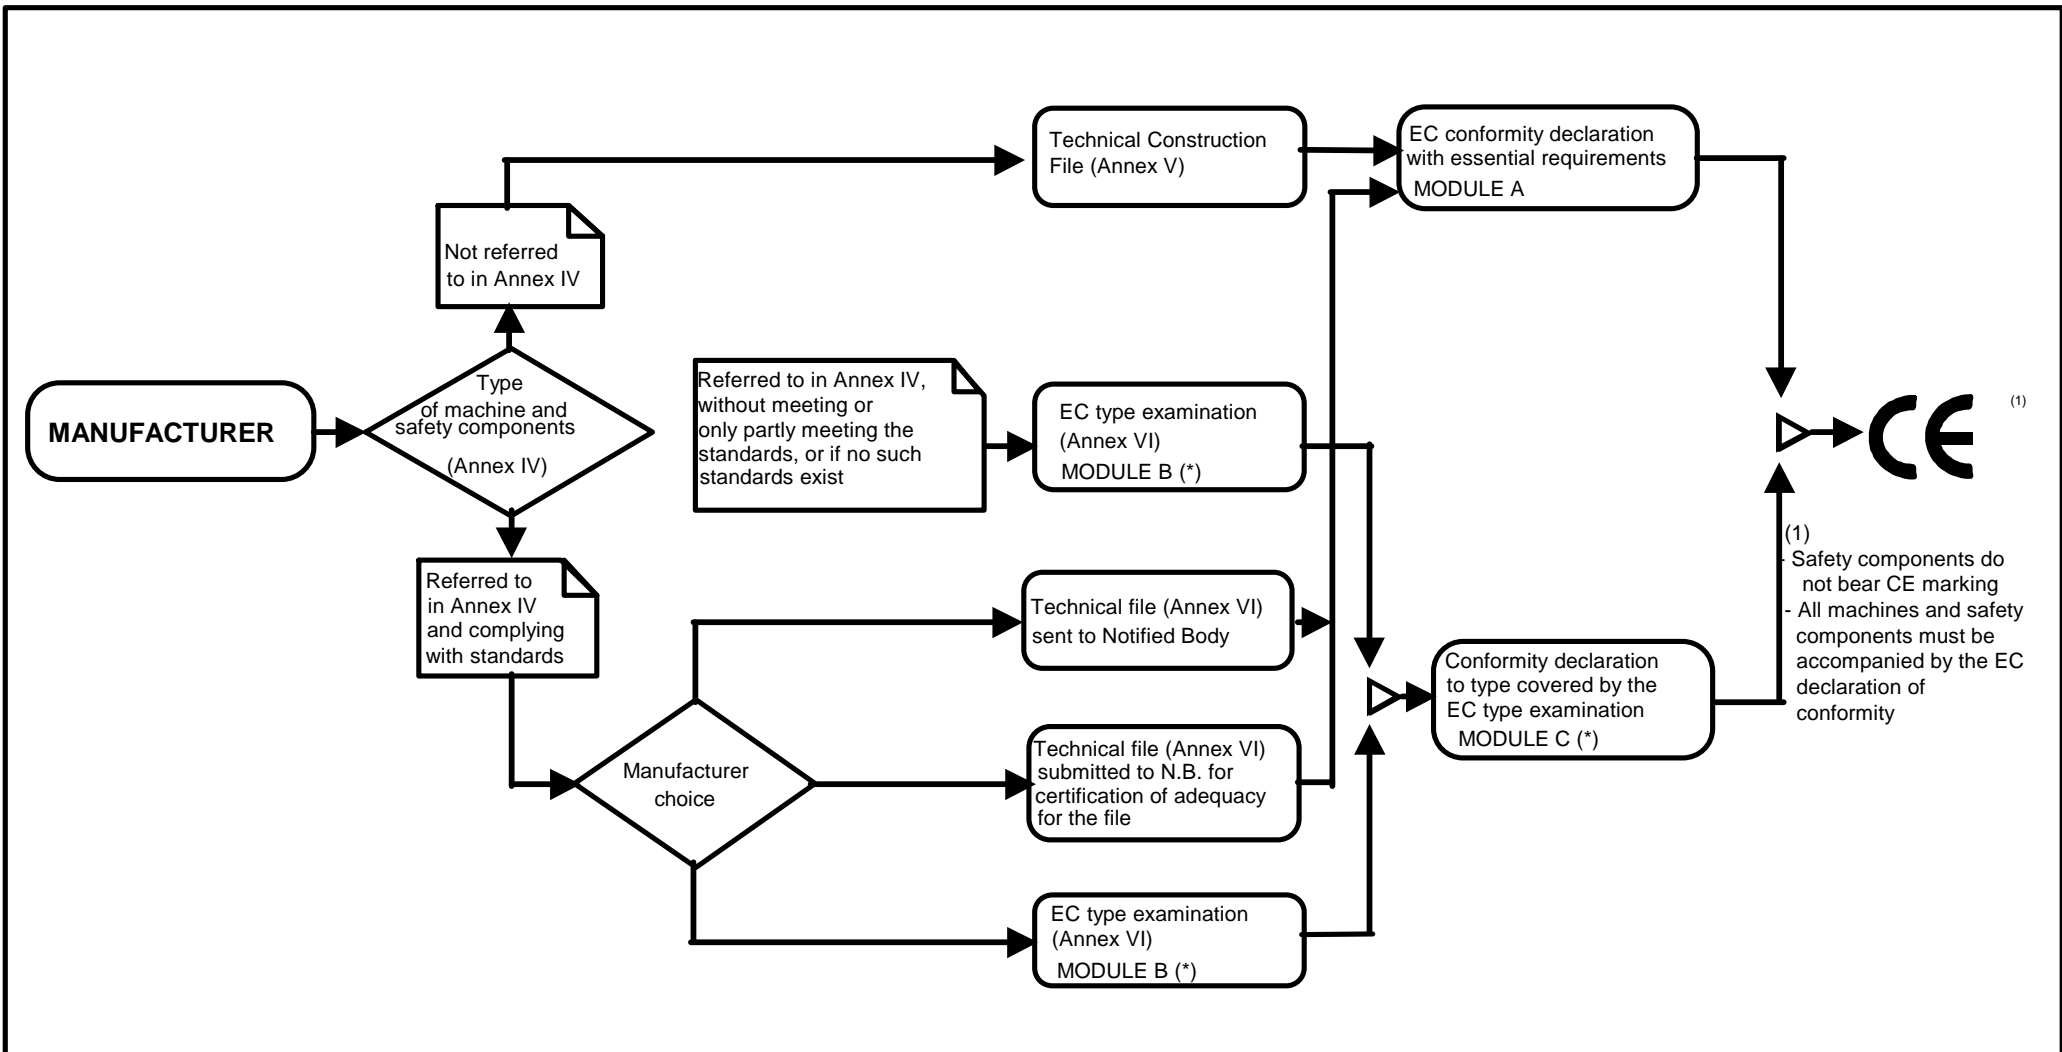 MANUFACTURER
Type
of machine and
safety components
(Annex IV)
Not referred
to in Annex IV
Technical Construction
File (Annex V)
EC conformity declaration
with essential requirements
MODULE A
Referred to in Annex IV,
without meeting or
only partly meeting the
standards, or if no such
standards exist
EC type examination
(Annex VI)
MODULE B (*)
Referred to
in Annex IV
and complying
with standards
Manufacturer
choice
Technical file (Annex VI)
sent to Notified Body
Technical file (Annex VI)
submitted to N.B. for
certification of adequacy
for the file
EC type examination
(Annex VI)
MODULE B (*)
Conformity declaration
to type covered by the
EC type examination
MODULE C (*)
CE (1)
(1)
- Safety components do
not bear CE marking
- All machines and safety
components must be
accompanied by the EC
declaration of
conformity